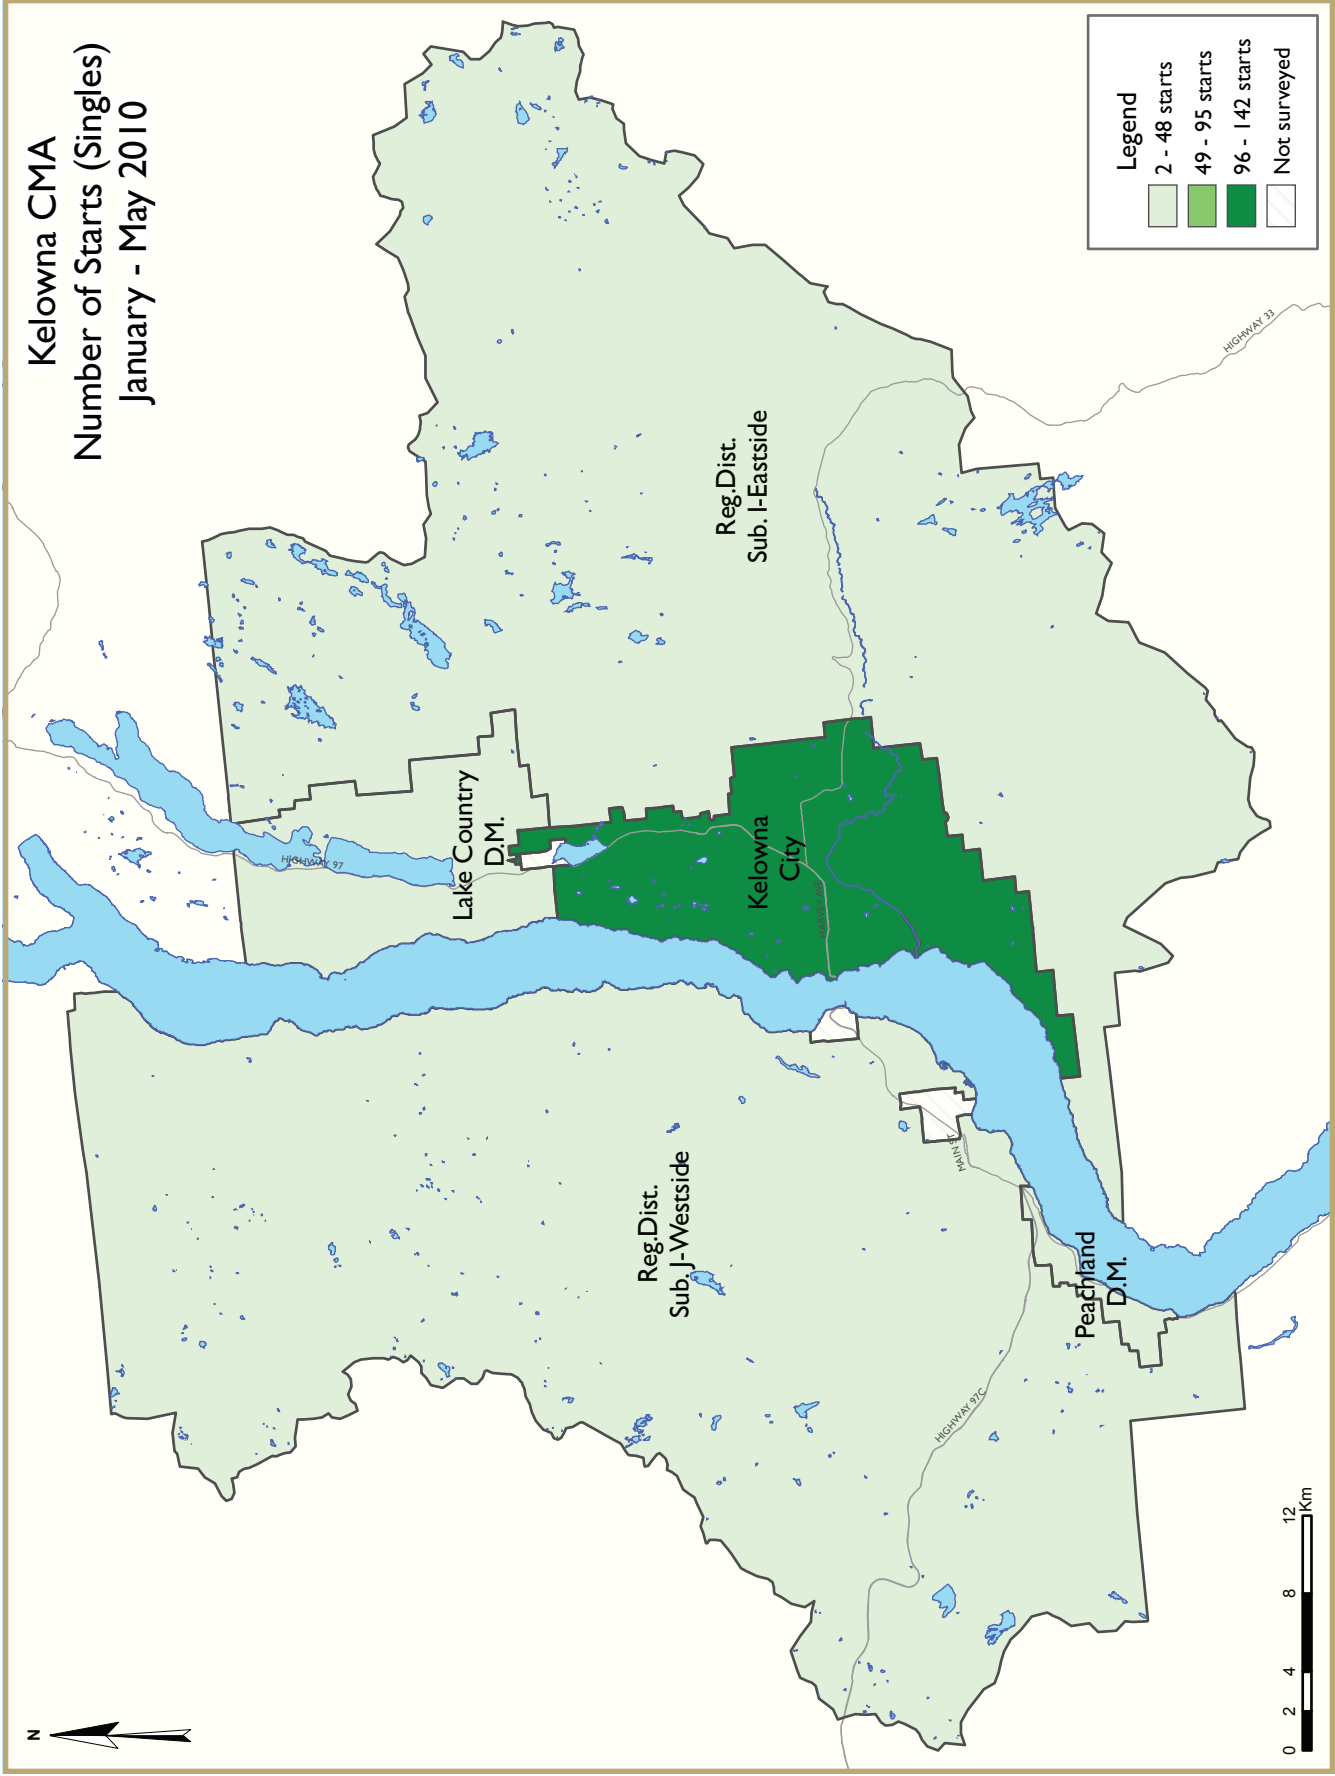 Kelowna CMA
Number of Starts (Singles)
January - May 2010
N
HIGHWAY 97
Lake Country
D.M.
Reg.Dist.
Sub. I-Eastside
Kelowna
City
HARVEY AVE
Reg.Dist.
Sub. J-Westside
MAIN ST
Peachland
D.M.
HIGHWAY 97C
HIGHWAY 33
Legend
2 - 48 starts
49 - 95 starts
96 - 142 starts
Not surveyed
0 2 4 8 12
Km